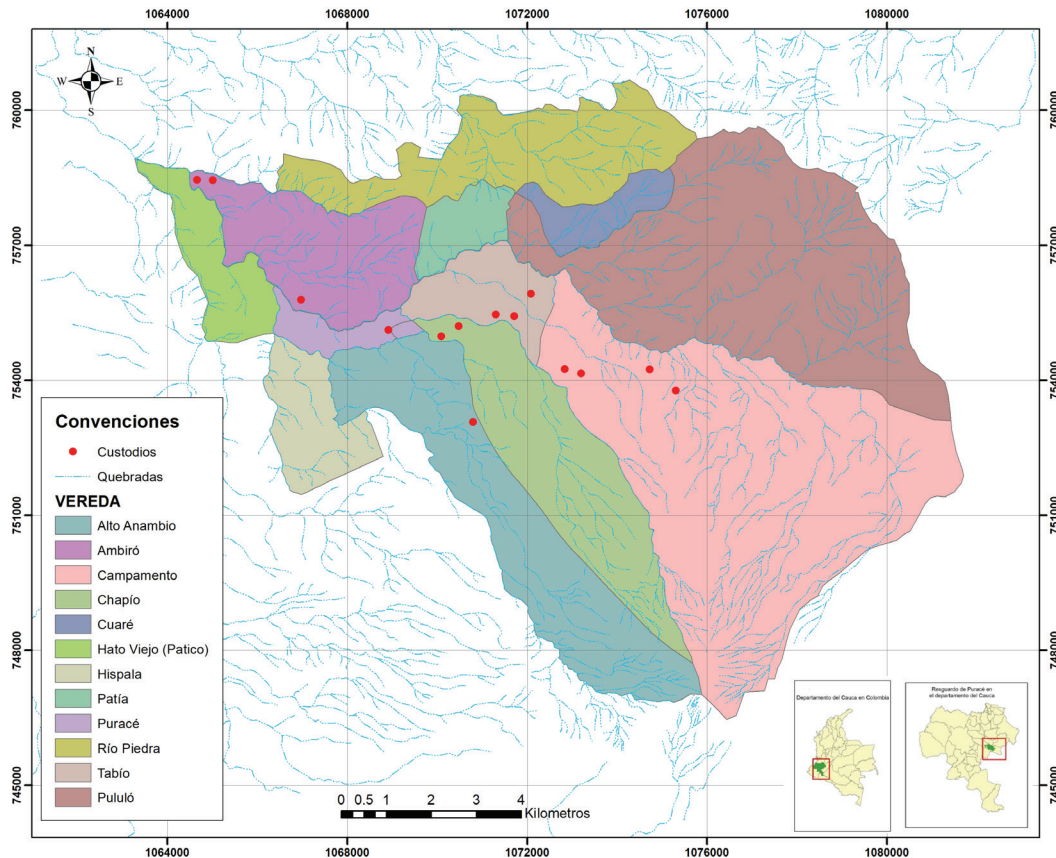 1064000 1068000 1072000 1076000 1080000
N
W E
S
760000 760000
757000 757000
754000 754000
751000 751000
748000 748000
745000 745000
Convenciones
Custodios
Quebradas
VEREDA
Alto Anambio
Ambiró
Campamento
Chapío
Cuaré
Hato Viejo (Patico)
Hispala
Patía
Puracé
Río Piedra
Tabío
Pululó
0 0.5 1 2 3 4
Kilometros
Departamento del Cauca en Colombia
Resguardo de Puracé en
el departamento del Cauca
1064000 1068000 1072000 1076000 1080000